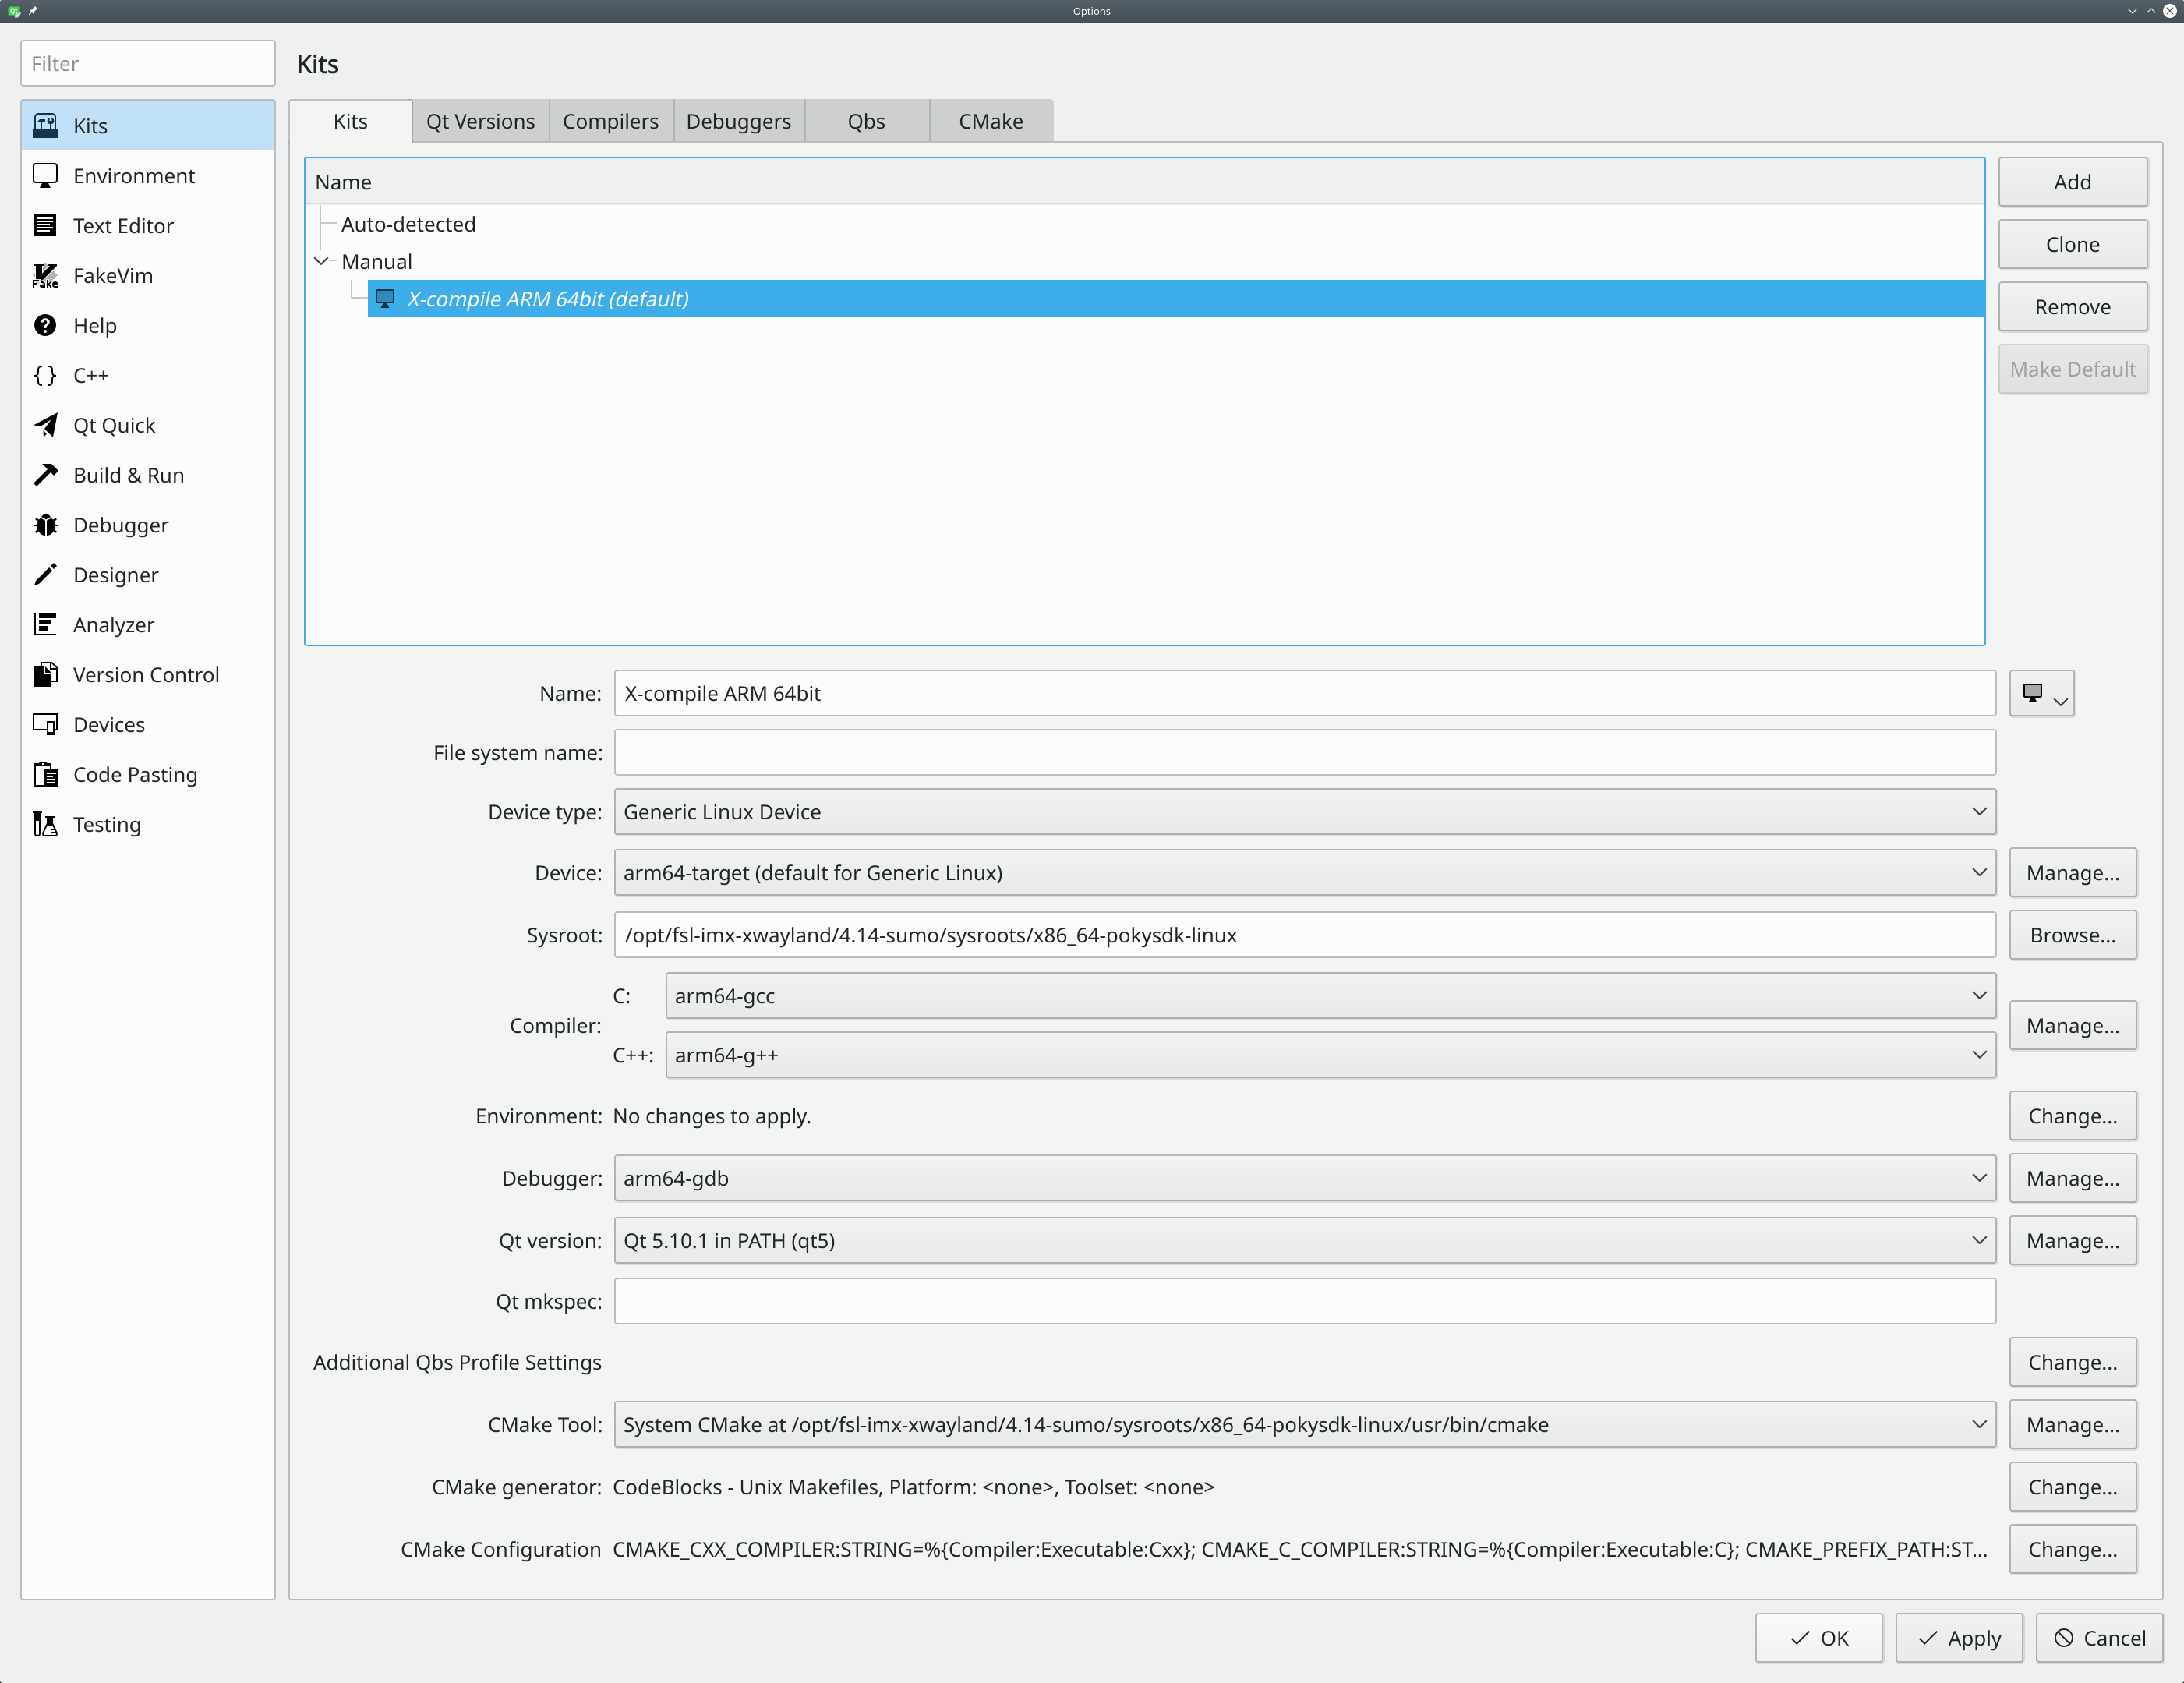 Options
Filter
Kits
Kits
Environment
Text Editor
FakeVim
Help
C++
Qt Quick
Build & Run
Debugger
Designer
Analyzer
Version Control
Devices
Code Pasting
Testing
Kits Qt Versions Compilers Debuggers Qbs CMake
Name
Auto-detected
Manual
X-compile ARM 64bit (default)
Add
Clone
Remove
Make Default
Name: X-compile ARM 64bit
File system name:
Device type: Generic Linux Device
Device: arm64-target (default for Generic Linux) Manage...
Sysroot: /opt/fsl-imx-xwayland/4.14-sumo/sysroots/x86_64-pokysdk-linux Browse...
C: arm64-gcc
Compiler: Manage...
C++: arm64-g++
Environment: No changes to apply. Change...
Debugger: arm64-gdb Manage...
Qt version: Qt 5.10.1 in PATH (qt5) Manage...
Qt mkspec:
Additional Qbs Profile Settings Change...
CMake Tool: System CMake at /opt/fsl-imx-xwayland/4.14-sumo/sysroots/x86_64-pokysdk-linux/usr/bin/cmake Manage...
CMake generator: CodeBlocks - Unix Makefiles, Platform: <none>, Toolset: <none> Change...
CMake Configuration CMAKE_CXX_COMPILER:STRING=%{Compiler:Executable:Cxx}; CMAKE_C_COMPILER:STRING=%{Compiler:Executable:C}; CMAKE_PREFIX_PATH:ST... Change...
OK Apply Cancel